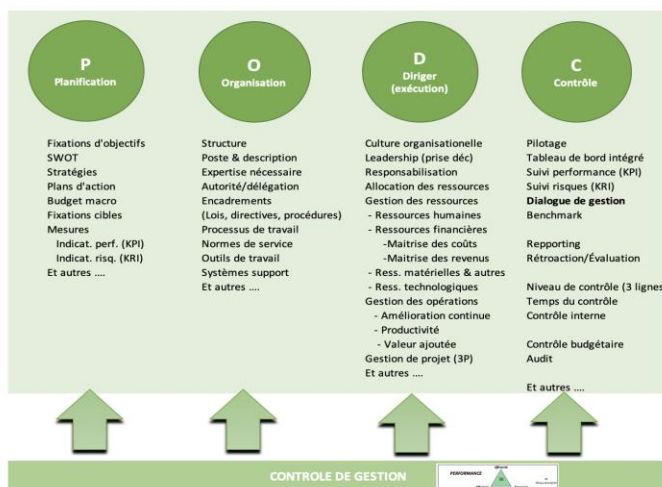 P
Planification
Fixations d'objectifs
SWOT
Stratégies
Plans d'action
Budget macro
Fixations cibles
Mesures
Indicat. perf. (KPI)
Indicat. risq. (KRI)
Et autres ....
O
Organisation
Structure
Poste & description
Expertise nécessaire
Autorité/délégation
Encadrements
(Lois, directives, procédures)
Processus de travail
Normes de service
Outils de travail
Systèmes support
Et autres ....
D
Diriger
(exécution)
Culture organisationelle
Leadership (prise déc)
Responsabilisation
Allocation des ressources
Gestion des ressources
- Ressources humaines
- Ressources financières
-Maitrise des coûts
-Maitrise des revenus
- Ress. matérielles & autres
- Ress. technologiques
Gestion des opérations
- Amélioration continue
- Productivité
- Valeur ajoutée
Gestion de projet (3P)
Et autres ....
C
Contrôle
Pilotage
Tableau de bord intégré
Suivi performance (KPI)
Suivi risques (KRI)
Dialogue de gestion
Benchmark
Repporting
Rétroaction/Évaluation
Niveau de contrôle (3 lignes
Temps du contrôle
Contrôle interne
Contrôle budgétaire
Audit
Et autres ....
CONTROLE DE GESTION
PERFORMANCE